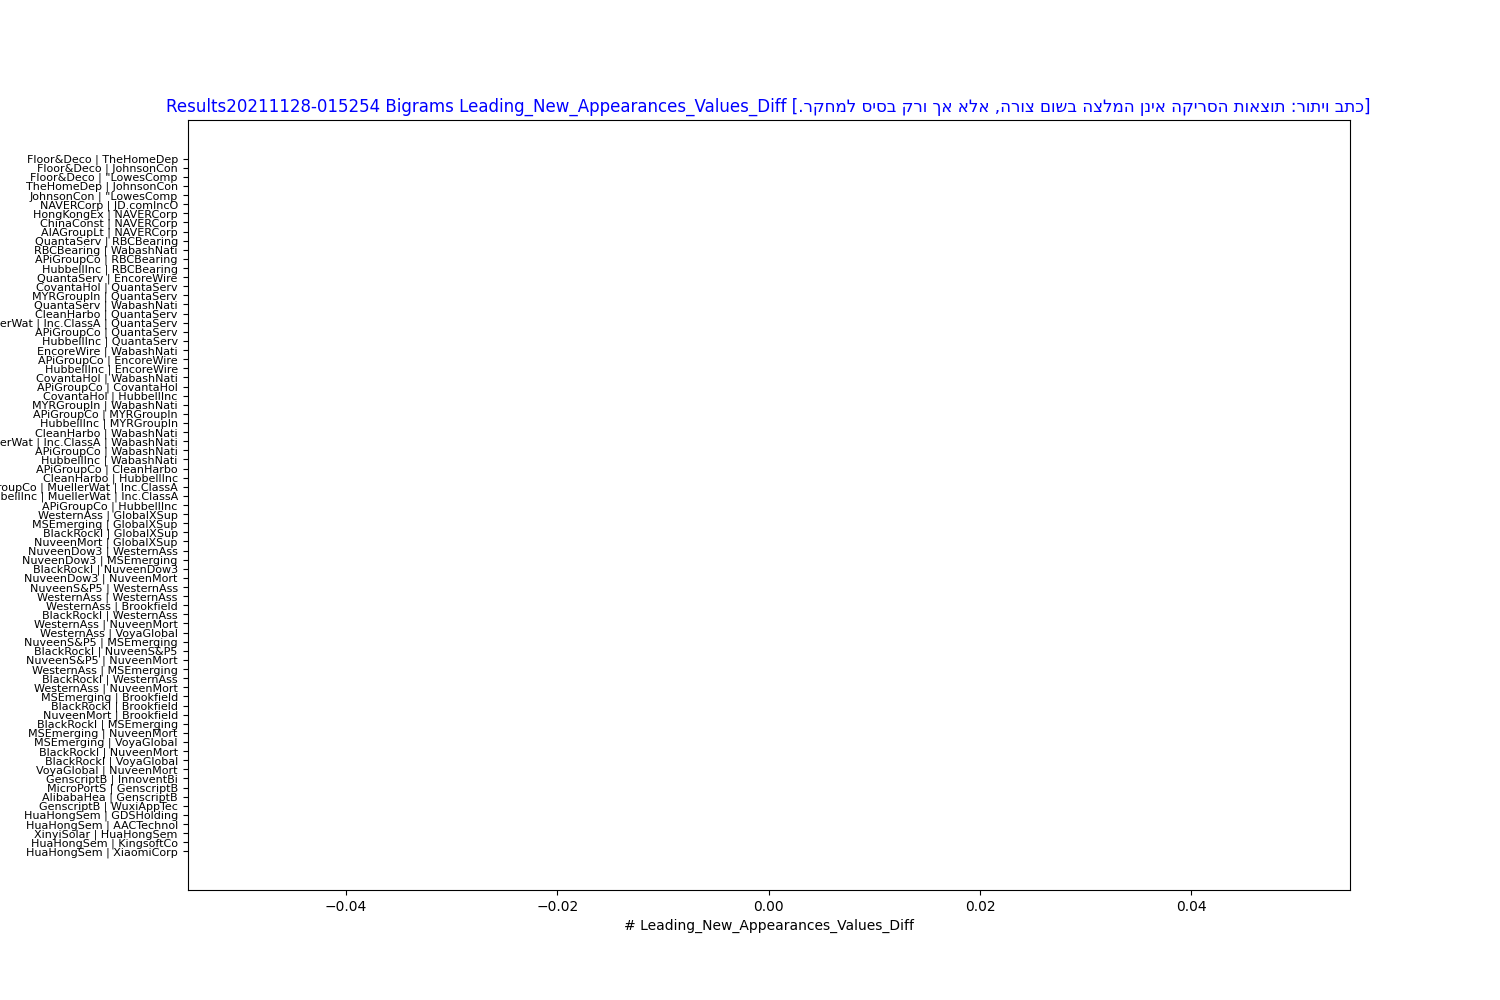 Results20211128-015254 Bigrams Leading_New_Appearances_Values_Diff [כתב ויתור: תוצאות הסריקה אינן המלצה בשום צורה, אלא אך ורק בסיס למחקר.]
Floor&Deco | TheHomeDep
Floor&Deco | JohnsonCon
Floor&Deco | "LowesComp
TheHomeDep | JohnsonCon
JohnsonCon | "LowesComp
NAVERCorp | JD.comIncO
HongKongEx | NAVERCorp
ChinaConst | NAVERCorp
AIAGroupLt | NAVERCorp
QuantaServ | RBCBearing
RBCBearing | WabashNati
APiGroupCo | RBCBearing
HubbellInc | RBCBearing
QuantaServ | EncoreWire
CovantaHol | QuantaServ
MYRGroupIn | QuantaServ
QuantaServ | WabashNati
CleanHarbo | QuantaServ
erWat | Inc.ClassA | QuantaServ
APiGroupCo | QuantaServ
HubbellInc | QuantaServ
EncoreWire | WabashNati
APiGroupCo | EncoreWire
HubbellInc | EncoreWire
CovantaHol | WabashNati
APiGroupCo | CovantaHol
CovantaHol | HubbellInc
MYRGroupIn | WabashNati
APiGroupCo | MYRGroupIn
HubbellInc | MYRGroupIn
CleanHarbo | WabashNati
erWat | Inc.ClassA | WabashNati
APiGroupCo | WabashNati
HubbellInc | WabashNati
APiGroupCo | CleanHarbo
CleanHarbo | HubbellInc
oupCo | MuellerWat | Inc.ClassA
bellInc | MuellerWat | Inc.ClassA
APiGroupCo | HubbellInc
WesternAss | GlobalXSup
MSEmerging | GlobalXSup
BlackRockI | GlobalXSup
NuveenMort | GlobalXSup
NuveenDow3 | WesternAss
NuveenDow3 | MSEmerging
BlackRockI | NuveenDow3
NuveenDow3 | NuveenMort
NuveenS&P5 | WesternAss
WesternAss | WesternAss
WesternAss | Brookfield
BlackRockI | WesternAss
WesternAss | NuveenMort
WesternAss | VoyaGlobal
NuveenS&P5 | MSEmerging
BlackRockI | NuveenS&P5
NuveenS&P5 | NuveenMort
WesternAss | MSEmerging
BlackRockI | WesternAss
WesternAss | NuveenMort
MSEmerging | Brookfield
BlackRockI | Brookfield
NuveenMort | Brookfield
BlackRockI | MSEmerging
MSEmerging | NuveenMort
MSEmerging | VoyaGlobal
BlackRockI | NuveenMort
BlackRockI | VoyaGlobal
VoyaGlobal | NuveenMort
GenscriptB | InnoventBi
MicroPortS | GenscriptB
AlibabaHea | GenscriptB
GenscriptB | WuxiAppTec
HuaHongSem | GDSHolding
HuaHongSem | AACTechnol
XinyiSolar | HuaHongSem
HuaHongSem | KingsoftCo
HuaHongSem | XiaomiCorp
−0.04 −0.02 0.00 0.02 0.04
# Leading_New_Appearances_Values_Diff